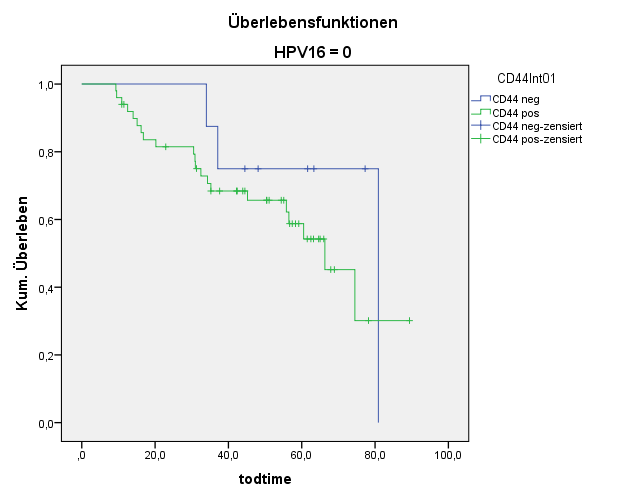 Überlebensfunktionen
HPV16 = 0
CD44Int01
CD44 neg
CD44 pos
CD44 neg-zensiert
CD44 pos-zensiert
Kum. Überleben
1,0
0,8
0,6
0,4
0,2
0,0
,0 20,0 40,0 60,0 80,0 100,0
todtime